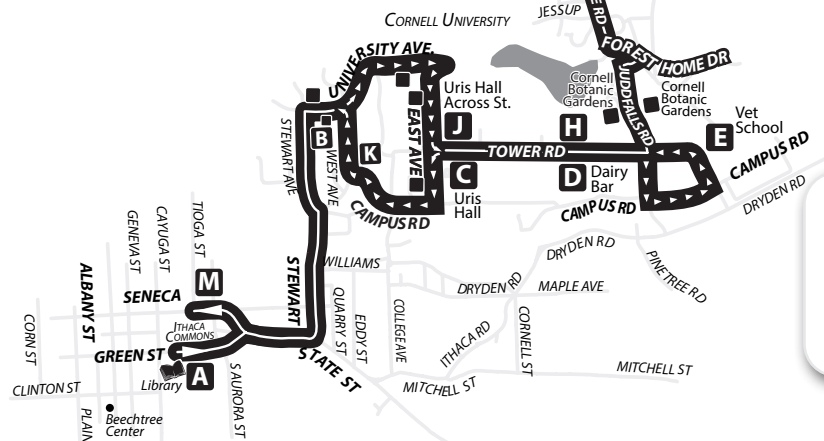 CORNELL UNIVERSITY
JESSUP
E RD
FOREST HOME DR
UNIVERSITY AVE.
Uris Hall
Across St.
Cornell
Botanic
Gardens
JUDD FALLS RD
Cornell
Botanic
Gardens
Vet
School
E
CAMPUS RD
DRYDEN RD
STEWART AVE
B
WEST AVE
K
EAST AVE
J
H
TOWER RD
C
Uris
Hall
D
Dairy
Bar
CAMPUS RD
CAMPUS RD
DRYDEN RD
PINETREE RD
GENEVA ST
CAYUGA ST
TIOGA ST
WILLIAMS
DRYDEN RD
MAPLE AVE
ALBANY ST
SENECA
M
STEWART
QUARRY ST
EDDY ST
COLLEGE AVE
ITHACA RD
CORNELL ST
CORN ST
ITHACA
COMMONS
GREEN ST
STATE ST
Library
A
S AURORA ST
MITCHELL ST
MITCHELL ST
CLINTON ST
PLAIN
Beechtree
Center